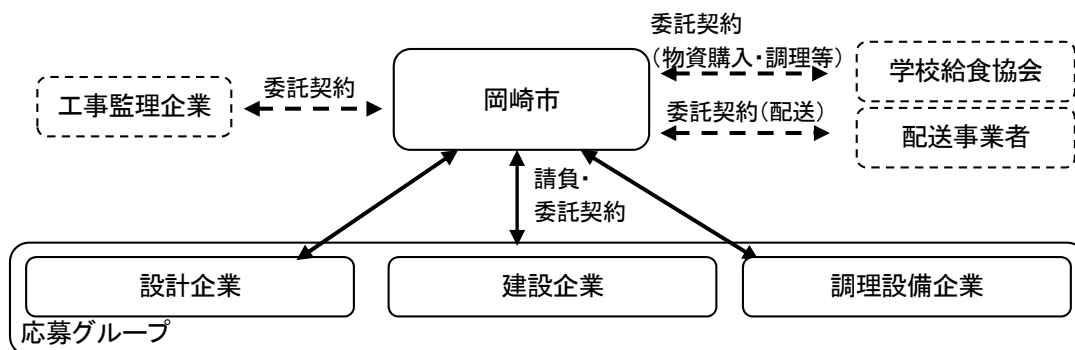 委託契約
(物資購入・調理等)
学校給食協会
工事監理企業
委託契約
岡崎市
委託契約(配送)
配送事業者
請負・
委託契約
設計企業
建設企業
調理設備企業
応募グループ